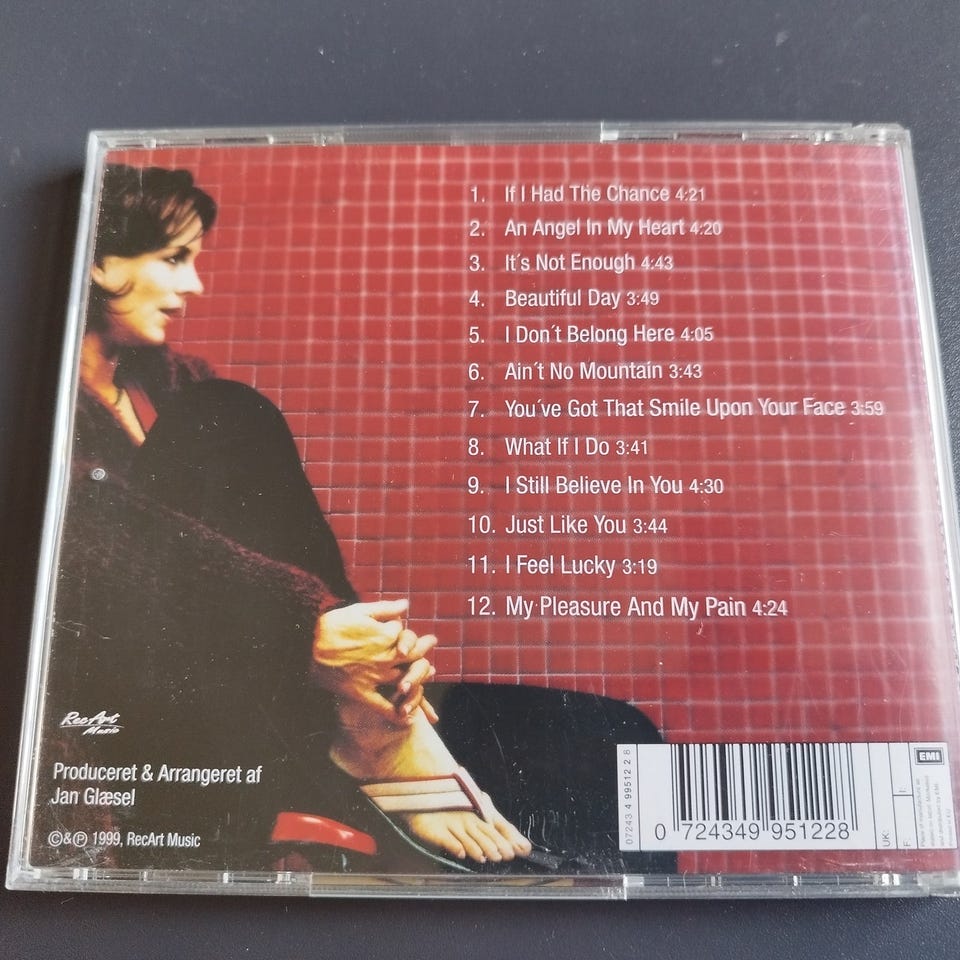 1. If I Had The Chance 4:21
2. An Angel In My Heart 4:20
3. It´s Not Enough 4:43
4. Beautiful Day 3:49
5. I Don´t Belong Here 4:05
6. Ain´t No Mountain 3:43
7. You´ve Got That Smile Upon Your Face 3:59
8. What If I Do 3:41
9. I Still Believe In You 4:30
10. Just Like You 3:44
11. I Feel Lucky 3:19
12. My Pleasure And My Pain 4:24
RecArt
Music
Produceret & Arrangeret af
Jan Glæsel
©&℗ 1999, RecArt Music
07243 4 99512 2 8
0 724349 951228
UK:
F:
I:
EMI